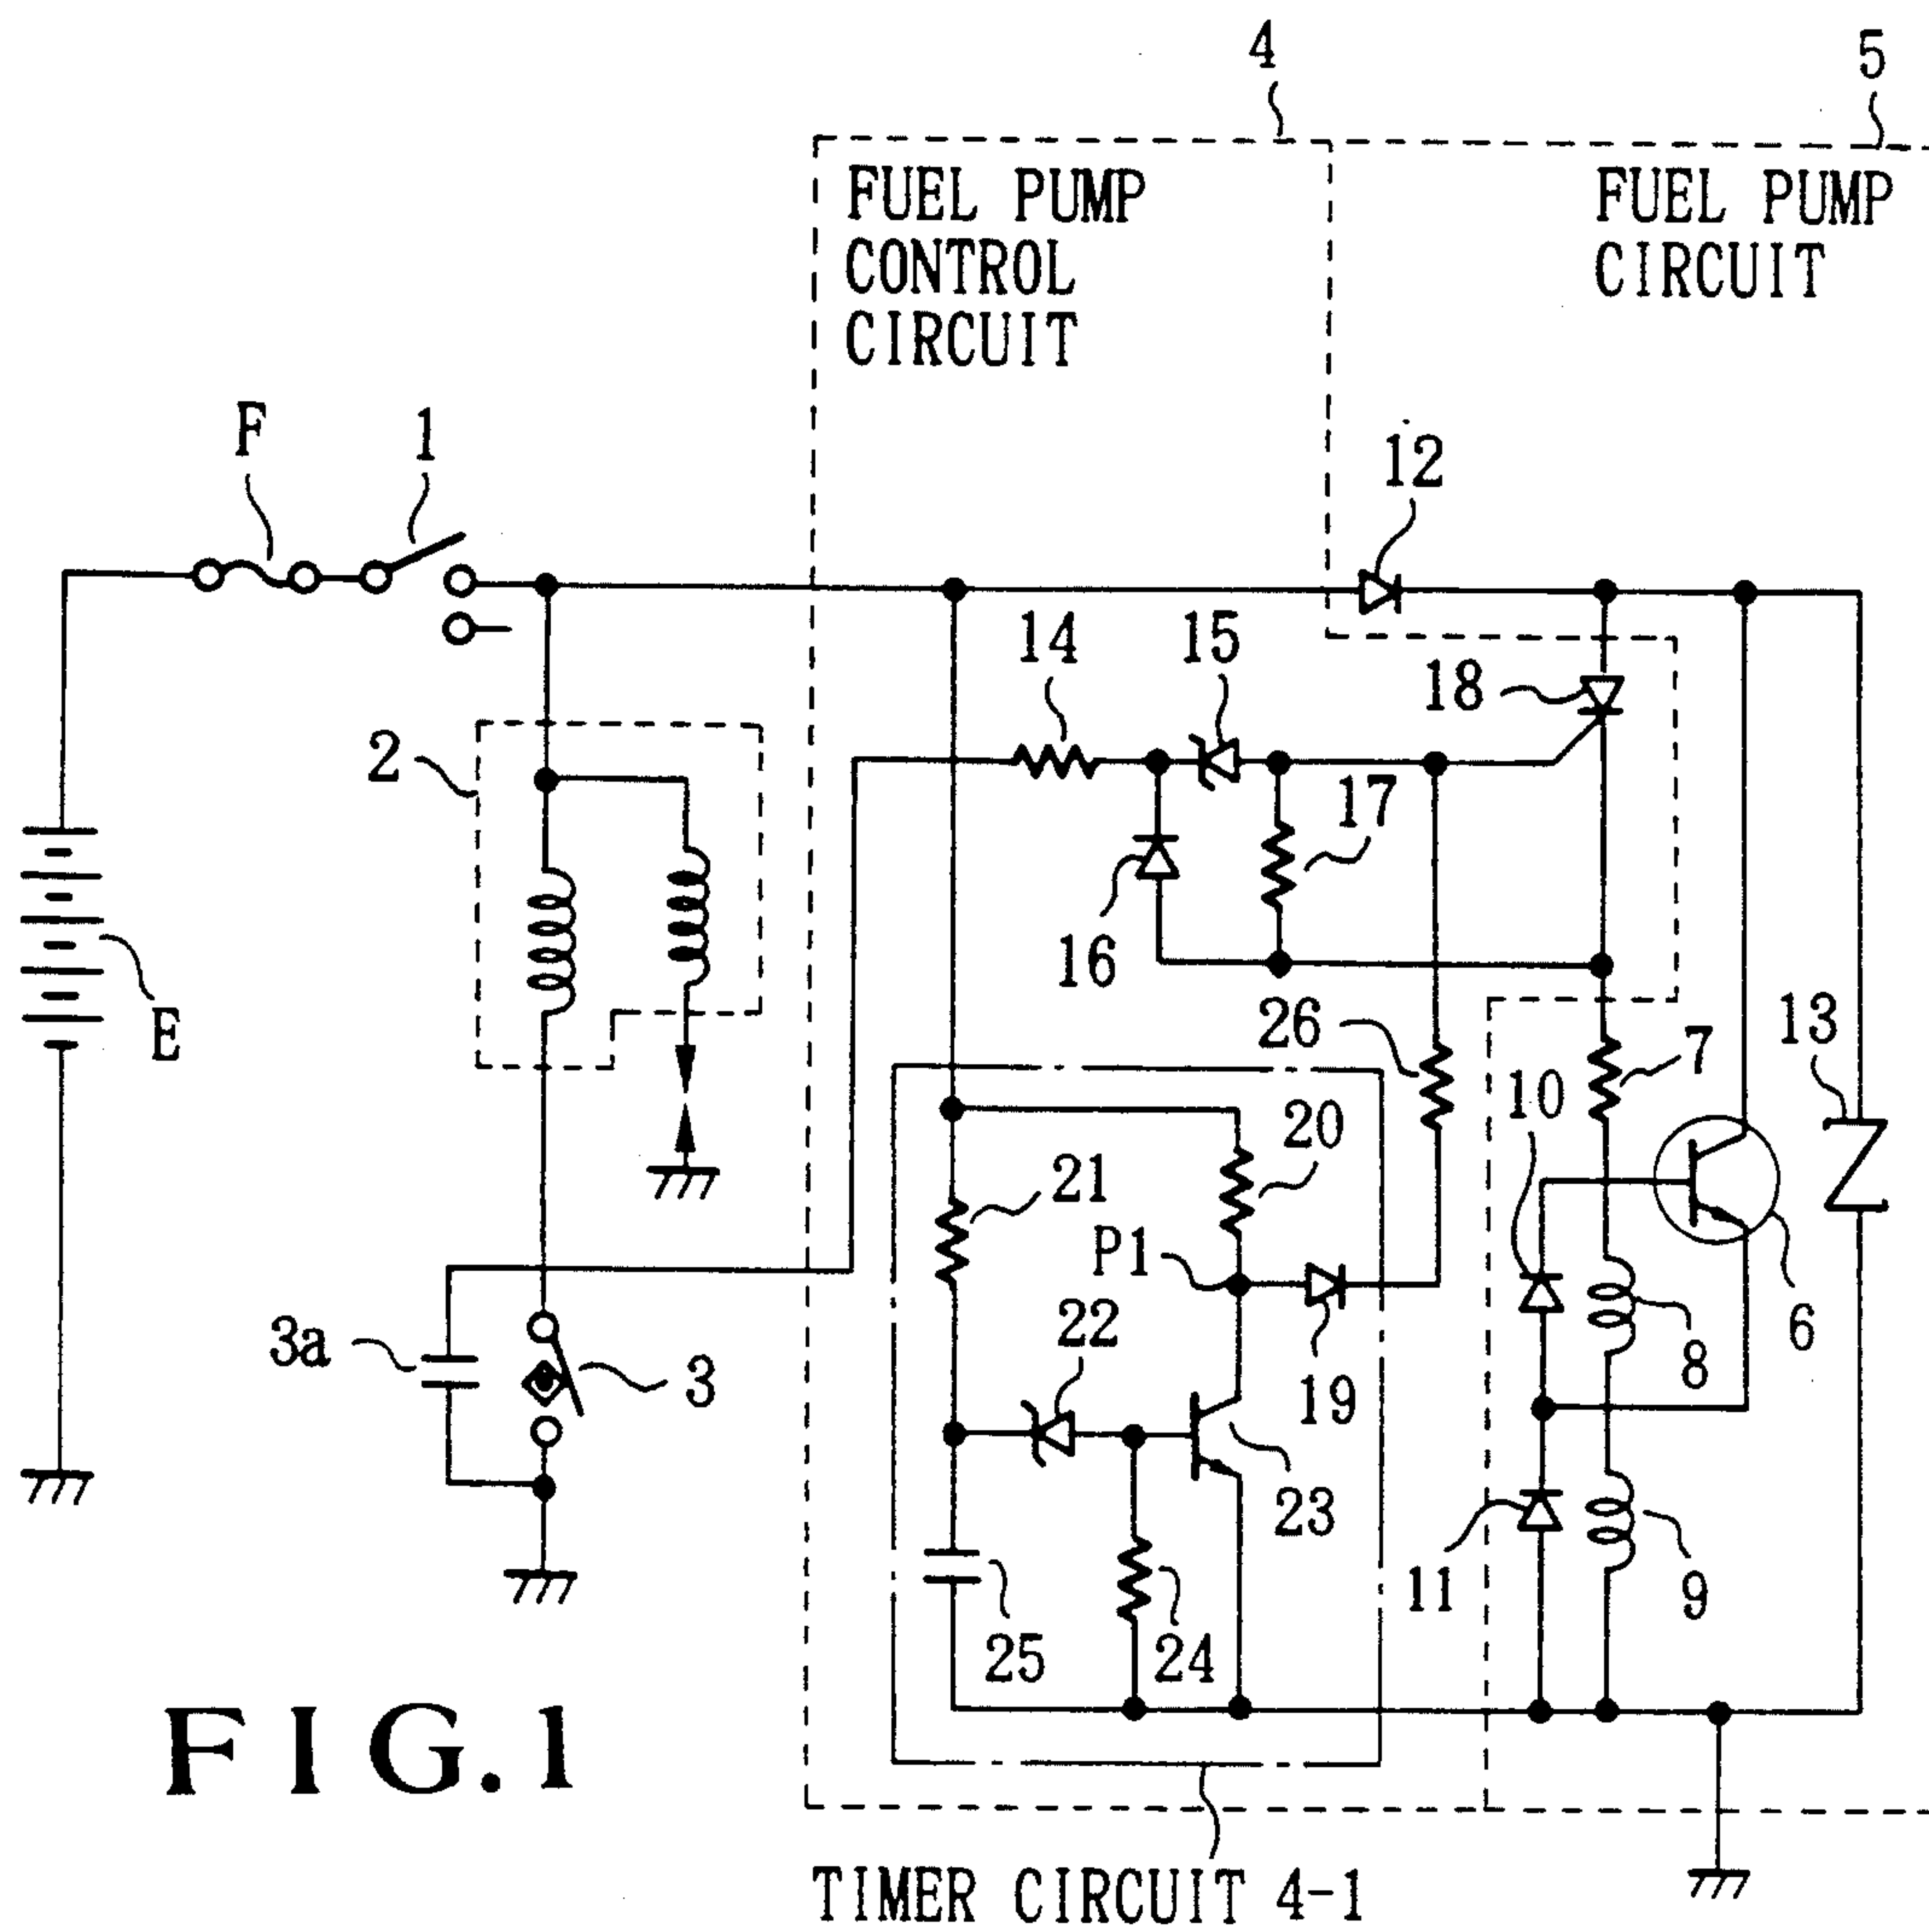 4
5
FUEL PUMP
CONTROL
CIRCUIT
FUEL PUMP
CIRCUIT
F
1
12
14
15
18
2
17
16
E
26
13
7
10
20
21
P1
22
6
3a
3
8
19
23
11
9
25
24
FIG.1
TIMER CIRCUIT 4-1